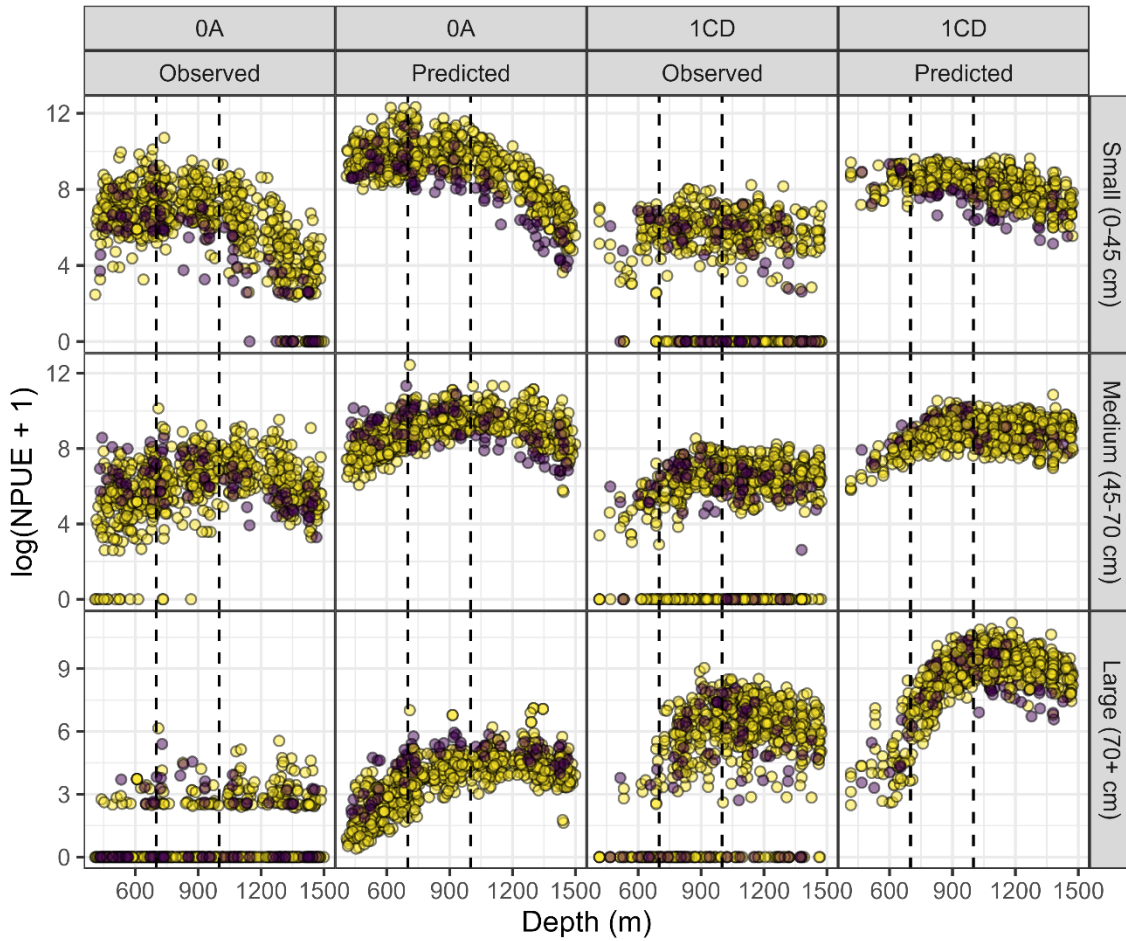 0A 0A 1CD 1CD
Observed Predicted Observed Predicted
log(NPUE + 1)
12
8
4
0
Small (0-45 cm)
12
8
4
0
Medium (45-70 cm)
9
6
3
0
Large (70+ cm)
600 900 1200 1500 600 900 1200 1500 600 900 1200 1500 600 900 1200 1500
Depth (m)